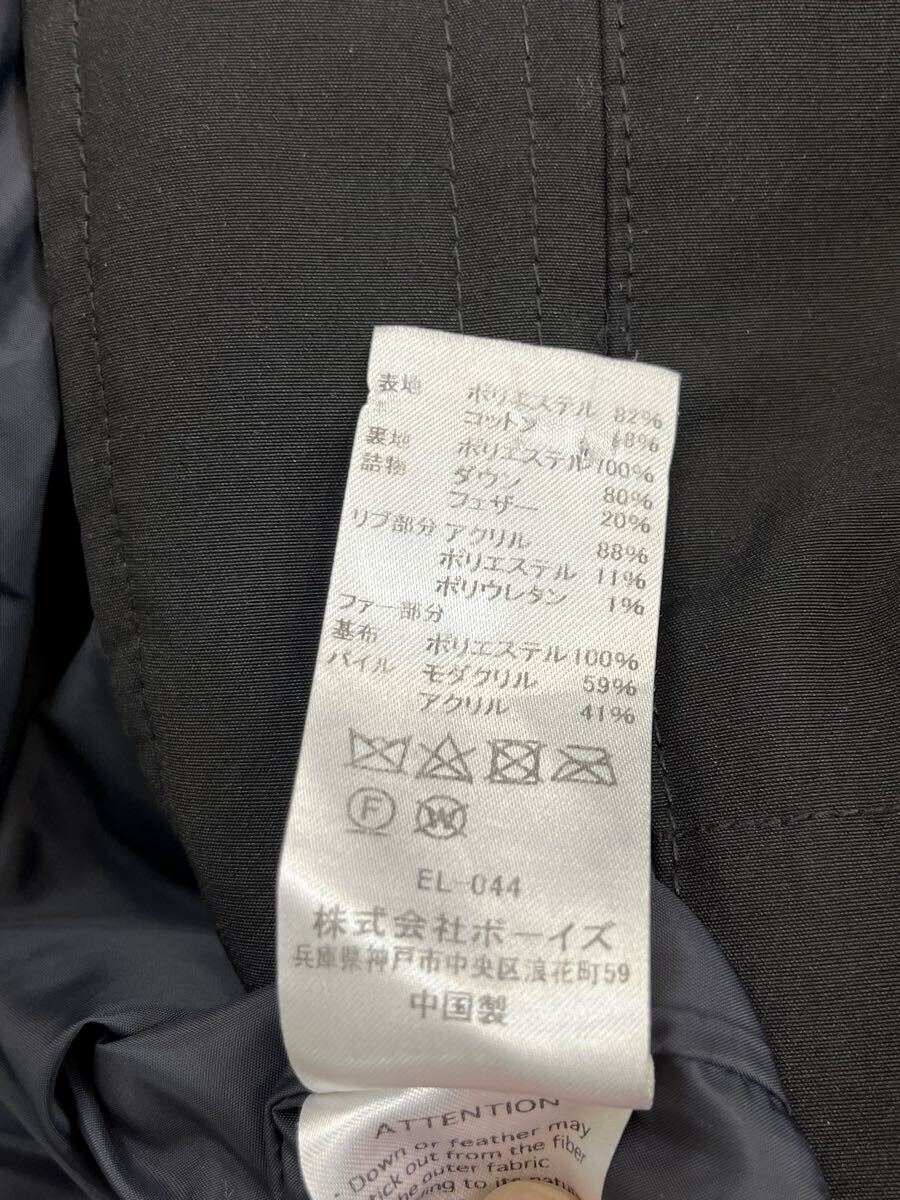 表地 ポリエステル 82%
コットン 18%
裏地 ポリエステル 100%
詰物 ダウン 80%
フェザー 20%
リブ部分 アクリル 88%
ポリエステル 11%
ポリウレタン 1%
ファー部分
基布 ポリエステル 100%
パイル モダクリル 59%
アクリル 41%
F W
EL-044
株式会社ボーイズ
兵庫県神戸市中央区浪花町59
中国製
ATTENTION
· Down or feather may
tick out from the fiber
outer fabric
to its